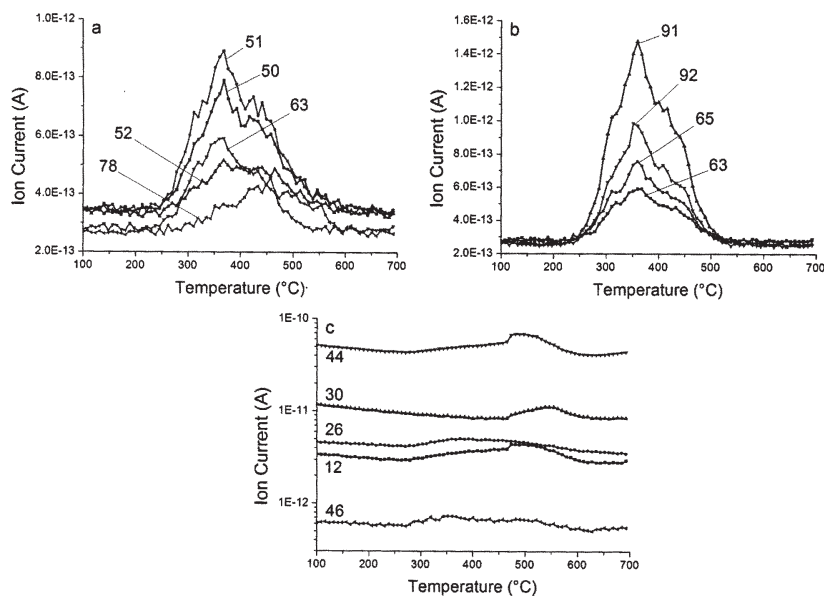 a
1.0E-12
8.0E-13
6.0E-13
4.0E-13
2.0E-13
Ion Current (A)
51
50
63
52
78
100 200 300 400 500 600 700
Temperature (°C)
b
1.6E-12
1.4E-12
1.2E-12
1.0E-12
8.0E-13
6.0E-13
4.0E-13
2.0E-13
Ion Current (A)
91
92
65
63
100 200 300 400 500 600 700
Temperature (°C)
c
1E-10
1E-11
1E-12
Ion Current (A)
44
30
26
12
46
100 200 300 400 500 600 700
Temperature (°C)